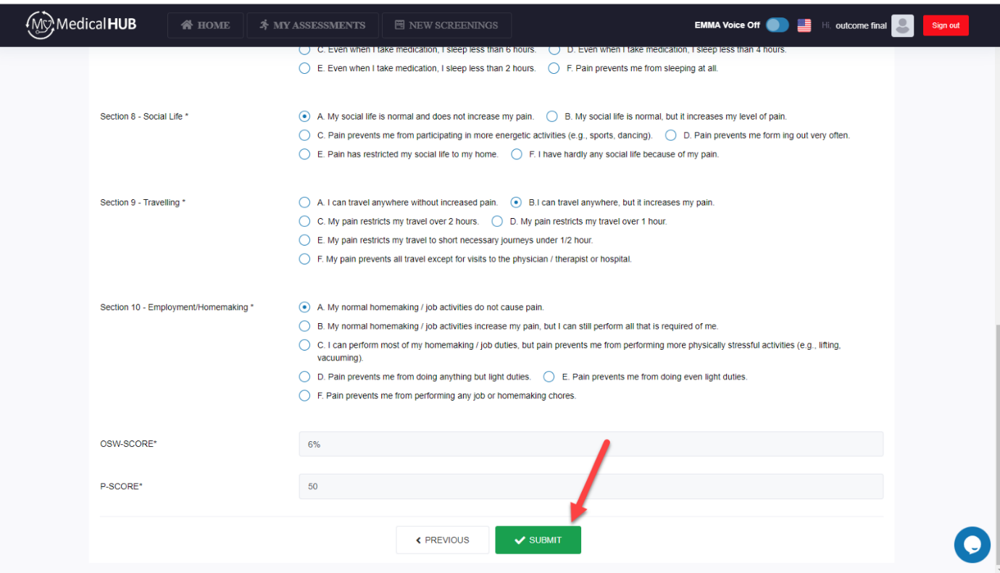 My MedicalHUB HOME MY ASSESSMENTS NEW SCREENINGS EMMA Voice Off Hi, outcome final Sign out
C. Even when I take medication, I sleep less than 6 hours. D. Even when I take medication, I sleep less than 4 hours.
E. Even when I take medication, I sleep less than 2 hours. F. Pain prevents me from sleeping at all.
Section 8 - Social Life * A. My social life is normal and does not increase my pain. B. My social life is normal, but it increases my level of pain.
C. Pain prevents me from participating in more energetic activities (e.g., sports, dancing). D. Pain prevents me form ing out very often.
E. Pain has restricted my social life to my home. F. I have hardly any social life because of my pain.
Section 9 - Travelling * A. I can travel anywhere without increased pain. B.I can travel anywhere, but it increases my pain.
C. My pain restricts my travel over 2 hours. D. My pain restricts my travel over 1 hour.
E. My pain restricts my travel to short necessary journeys under 1/2 hour.
F. My pain prevents all travel except for visits to the physician / therapist or hospital.
Section 10 - Employment/Homemaking * A. My normal homemaking / job activities do not cause pain.
B. My normal homemaking / job activities increase my pain, but I can still perform all that is required of me.
C. I can perform most of my homemaking / job duties, but pain prevents me from performing more physically stressful activities (e.g., lifting,
vacuuming).
D. Pain prevents me from doing anything but light duties. E. Pain prevents me from doing even light duties.
F. Pain prevents me from performing any job or homemaking chores.
OSW-SCORE* 6%
P-SCORE* 50
PREVIOUS SUBMIT